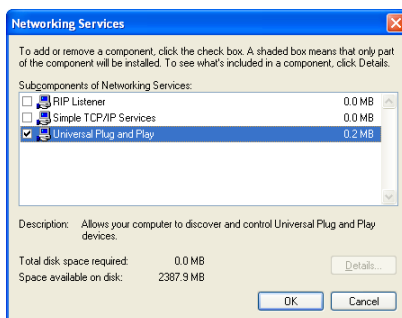 Networking Services
To add or remove a component, click the check box. A shaded box means that only part
of the component will be installed. To see what's included in a component, click Details.
Subcomponents of Networking Services:
RIP Listener 0.0 MB
Simple TCP/IP Services 0.0 MB
Universal Plug and Play 0.2 MB
Description: Allows your computer to discover and control Universal Plug and Play
devices.
Total disk space required: 0.0 MB
Details...
Space available on disk: 2387.9 MB
OK Cancel